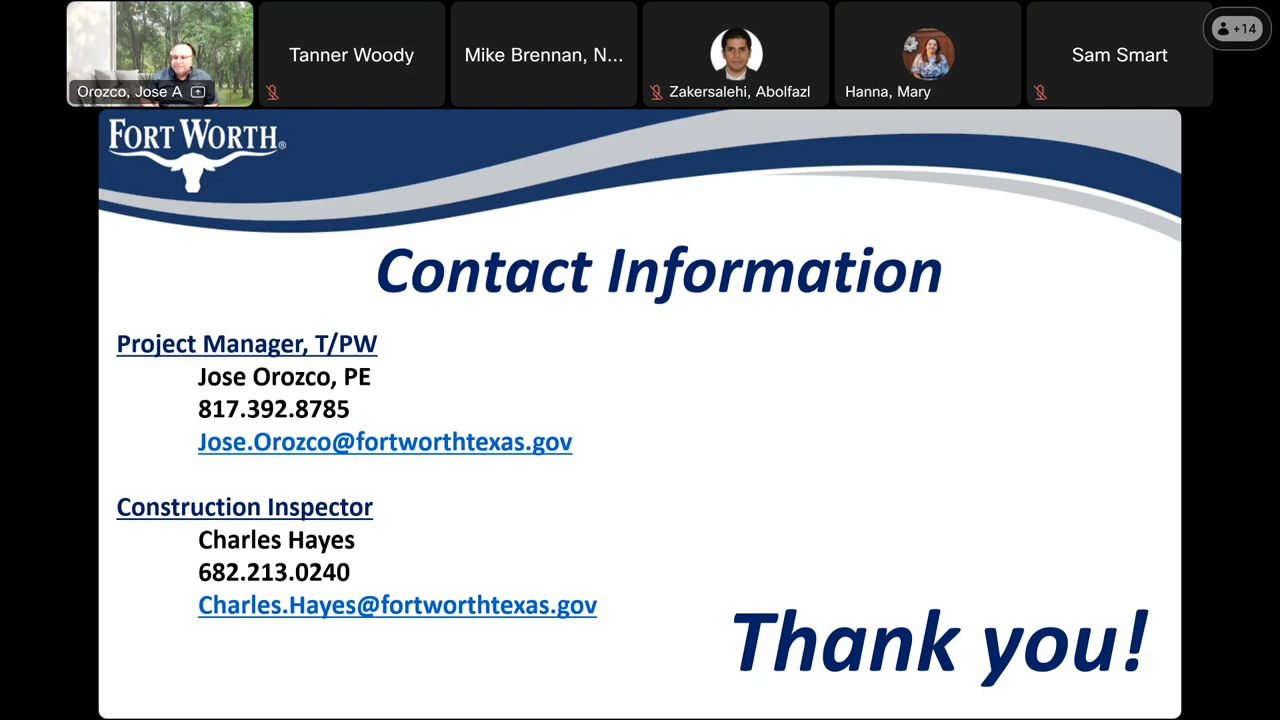 Orozco, Jose A
Tanner Woody
Mike Brennan, N...
Zakersalehi, Abolfazl
Hanna, Mary
Sam Smart
+14
FORT WORTH®
Contact Information
Project Manager, T/PW
Jose Orozco, PE
817.392.8785
Jose.Orozco@fortworthtexas.gov
Construction Inspector
Charles Hayes
682.213.0240
Charles.Hayes@fortworthtexas.gov
Thank you!